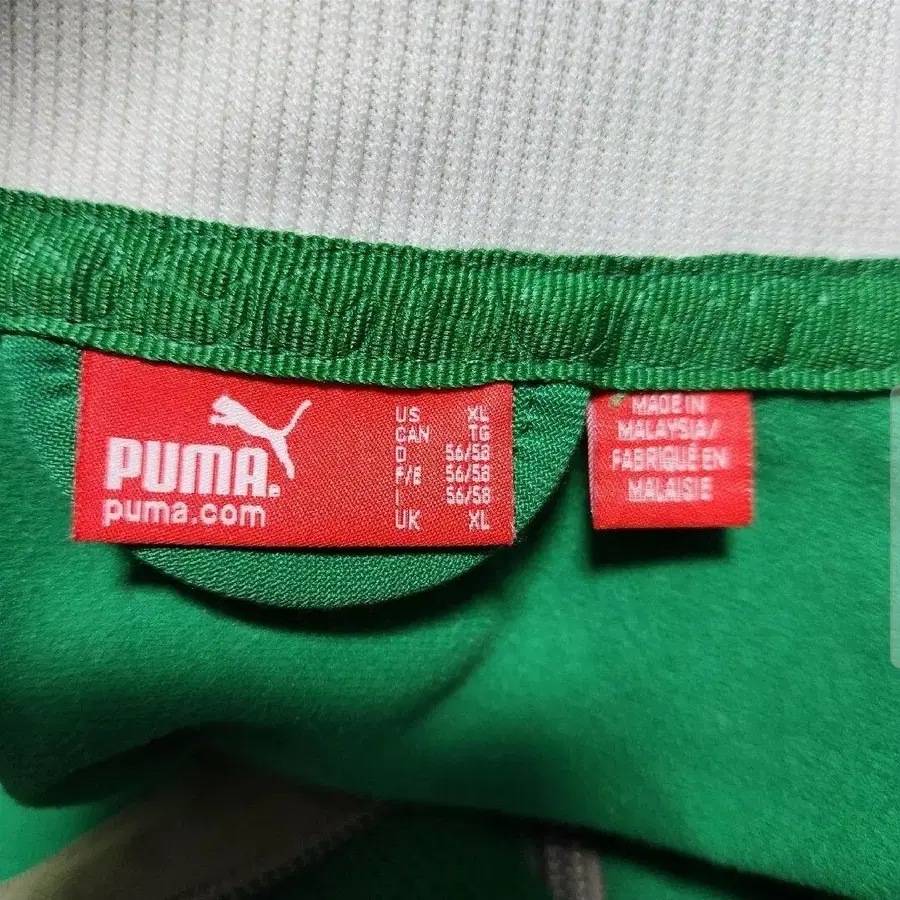 PUMA
puma.com
US XL
CAN TG
D 56/58
F/E 56/58
I 56/58
UK XL
MADE IN
MALAYSIA/
FABRIQUÉ EN
MALAISIE